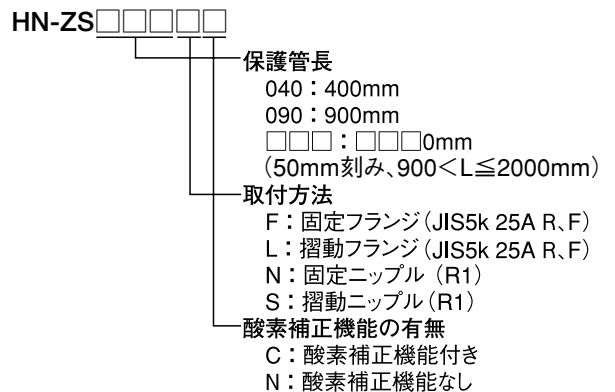 HN-ZS□□□□□
保護管長
040：400mm
090：900mm
□□□：□□□0mm
(50mm刻み、900＜L≦2000mm)
取付方法
F：固定フランジ(JIS5k 25A R、F)
L：摺動フランジ(JIS5k 25A R、F)
N：固定ニップル (R1)
S：摺動ニップル(R1)
酸素補正機能の有無
C：酸素補正機能付き
N：酸素補正機能なし